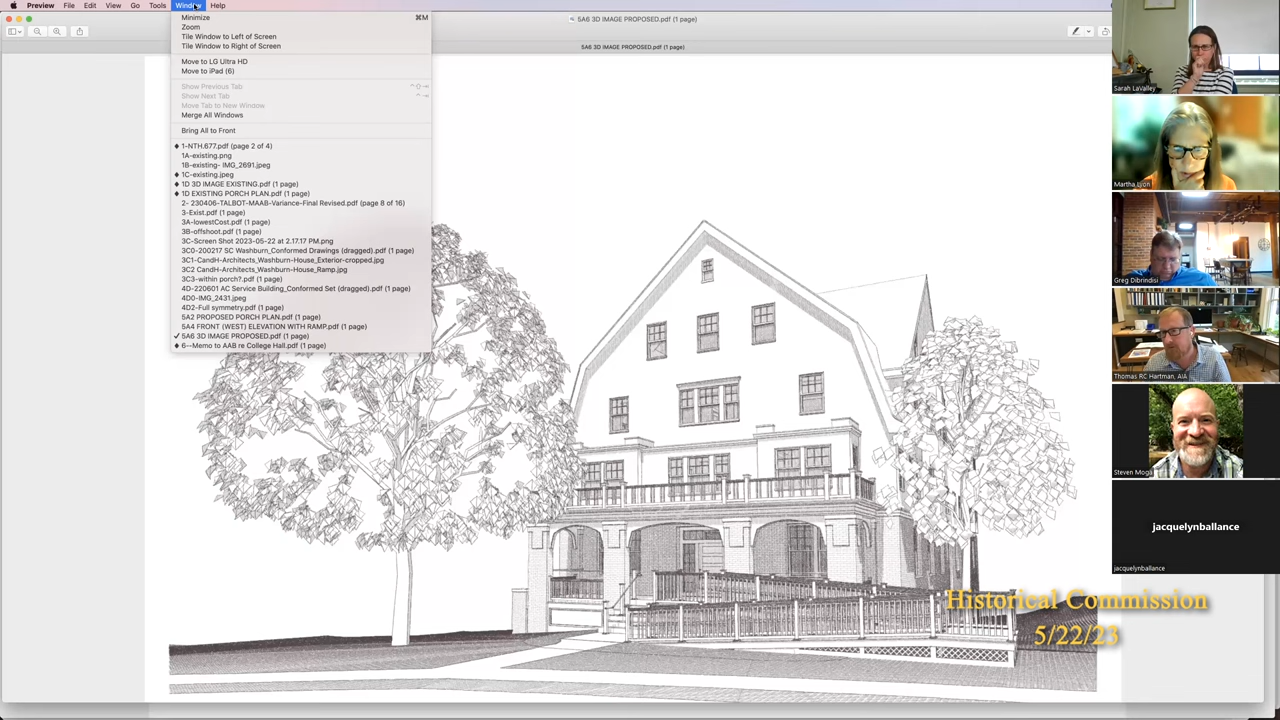 Preview File Edit View Go Tools Window Help
5A6 3D IMAGE PROPOSED.pdf (1 page)
5A6 3D IMAGE PROPOSED.pdf (1 page)
Minimize ⌘M
Zoom
Tile Window to Left of Screen
Tile Window to Right of Screen
Move to LG Ultra HD
Move to iPad (6)
Show Previous Tab
Show Next Tab
Move Tab to New Window
Merge All Windows
Bring All to Front
1-NTH.677.pdf (page 2 of 4)
1A-existing.png
1B-existing- IMG_2691.jpeg
1C-existing.jpeg
1D 3D IMAGE EXISTING.pdf (1 page)
1D EXISTING PORCH PLAN.pdf (1 page)
2- 230406-TALBOT-MAAB-Variance-Final Revised.pdf (page 8 of 16)
3-Exist.pdf (1 page)
3A-lowestCost.pdf (1 page)
3B-offshoot.pdf (1 page)
3C-Screen Shot 2023-05-22 at 2.17.17 PM.png
3C0-200217 SC Washburn_Conformed Drawings (dragged).pdf (1 page)
3C1-CandH-Architects_Washburn-House_Exterior-cropped.jpg
3C2 CandH-Architects_Washburn-House_Ramp.jpg
3C3-within porch?.pdf (1 page)
4D-220601 AC Service Building_Conformed Set (dragged).pdf (1 page)
4D0-IMG_2431.jpeg
4D2-Full symmetry.pdf (1 page)
5A2 PROPOSED PORCH PLAN.pdf (1 page)
5A4 FRONT (WEST) ELEVATION WITH RAMP.pdf (1 page)
✓ 5A6 3D IMAGE PROPOSED.pdf (1 page)
6--Memo to AAB re College Hall.pdf (1 page)
Sarah LaValley
Martha Lyon
Greg Dibrindisi
Thomas RC Hartman, AIA
Steven Moga
jacquelynballance
jacquelynballance
Historical Commission
5/22/23